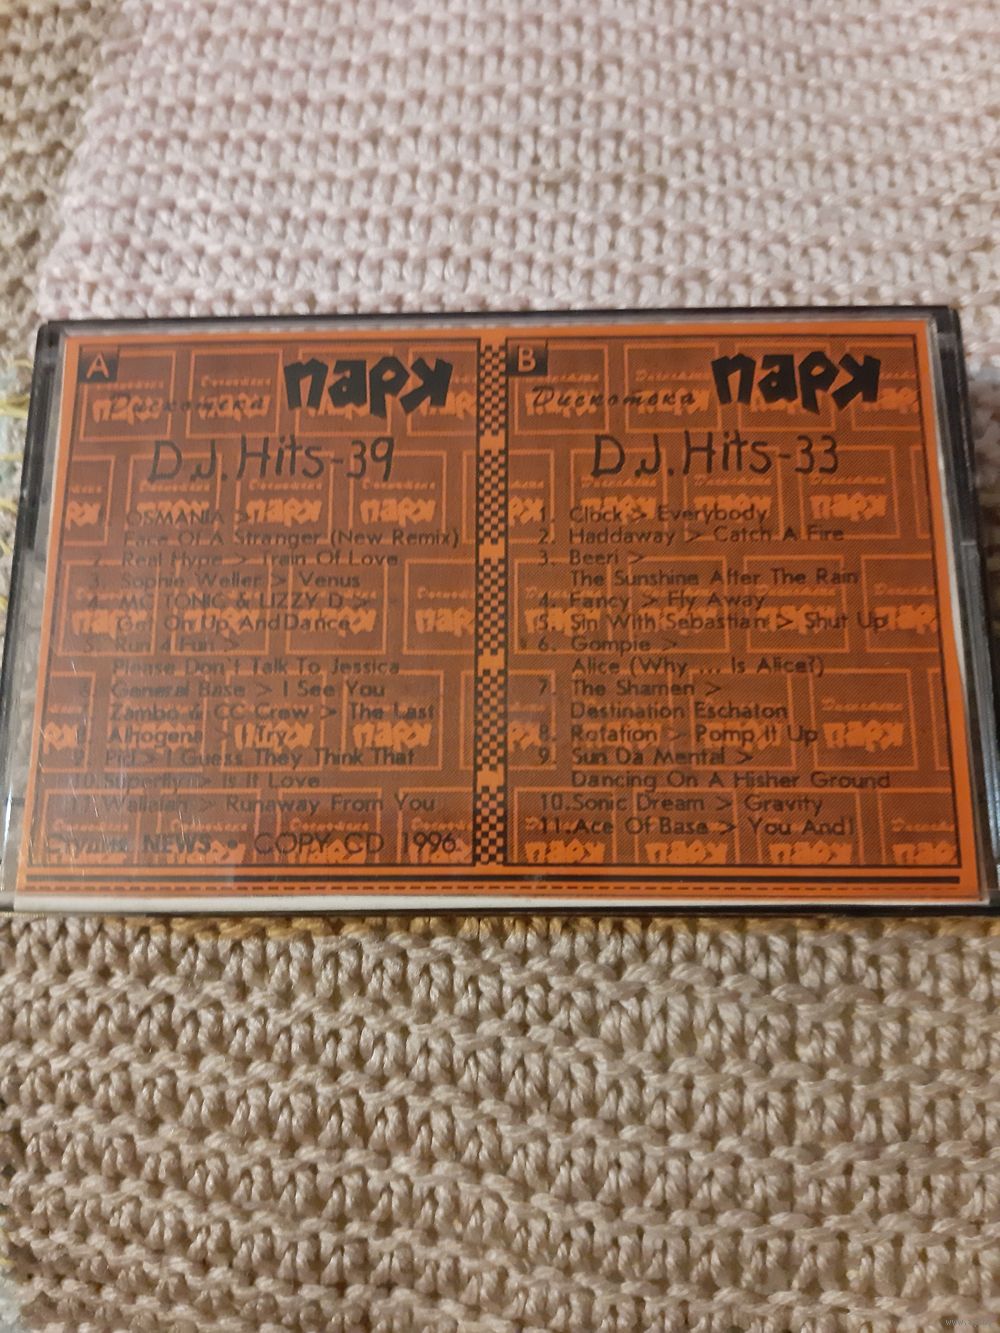 A
Дискотека ПАРК
D.J. Hits-39
1. OSMANIA >
Face Of A Stranger (New Remix)
2. Real Hype > Train Of Love
3. Sophie Weller > Venus
4. MC TONIC & LIZZY D >
Get On Up And Dance
5. Run 4 Fun >
Please Don't Talk To Jessica
6. General Base > I See You
7. Zambo & CC Crew > The Last
8. > I Try
9. Pid > I Guess They Think That
10. Superfly > Is It Love
11. Wallaiah > Runaway From You
Студия NEWS • COPY CD 1996
B
Дискотека ПАРК
D.J. Hits-33
1. Clock > Everybody
2. Haddaway > Catch A Fire
3. Beeri >
The Sunshine After The Rain
4. Fancy > Fly Away
5. Sin With Sebastian > Shut Up
6. Gompie >
Alice (Why ... Is Alice?)
7. The Shamen >
Destination Eschaton
8. Rotation > Pomp It Up
9. Sun Da Mental >
Dancing On A Hisher Ground
10. Sonic Dream > Gravity
11. Ace Of Base > You And I